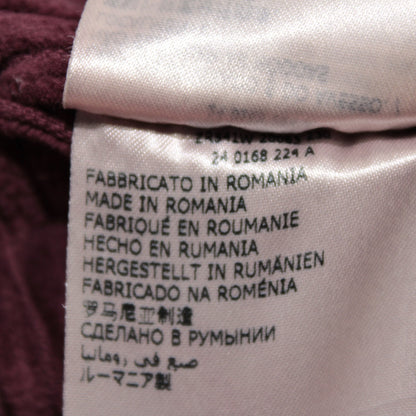 24 0168 224 A
FABBRICATO IN ROMANIA
MADE IN ROMANIA
FABRIQUÉ EN ROUMANIE
HECHO EN RUMANIA
HERGESTELLT IN RUMÄNIEN
FABRICADO NA ROMÉNIA
罗马尼亚制造
СДЕЛАНО В РУМЫНИИ
صنع في رومانيا
ルーマニア製